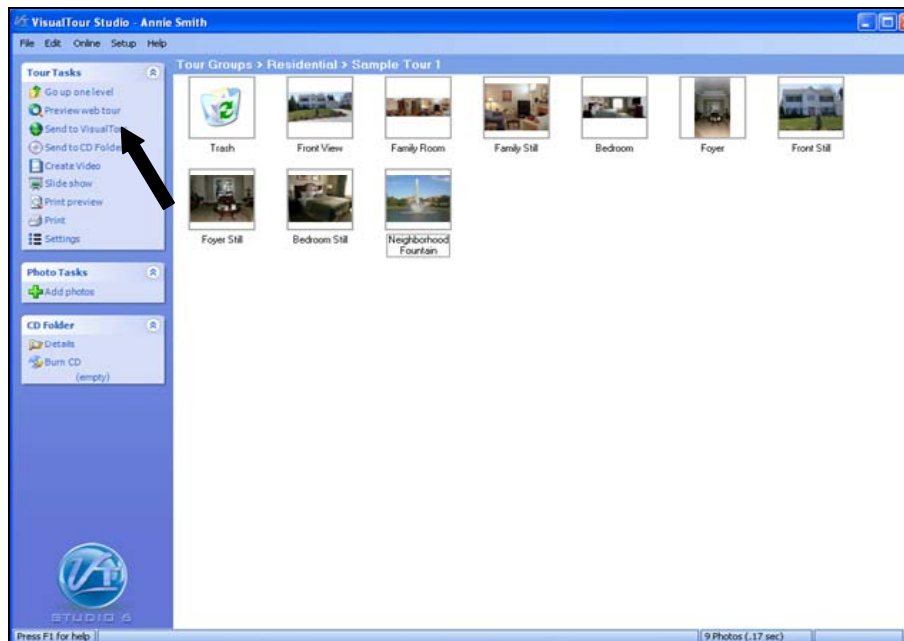 VisualTour Studio - Annie Smith
File Edit Online Setup Help
Tour Groups > Residential > Sample Tour 1
Tour Tasks
Go up one level
Preview web tour
Send to VisualTour
Send to CD Folder
Create Video
Slide show
Print preview
Print
Settings
Photo Tasks
Add photos
CD Folder
Details
Burn CD
(empty)
Trash
Front View
Family Room
Family Still
Bedroom
Foyer
Front Still
Foyer Still
Bedroom Still
Neighborhood
Fountain
STUDIO 6
Press F1 for help
9 Photos (.17 sec)